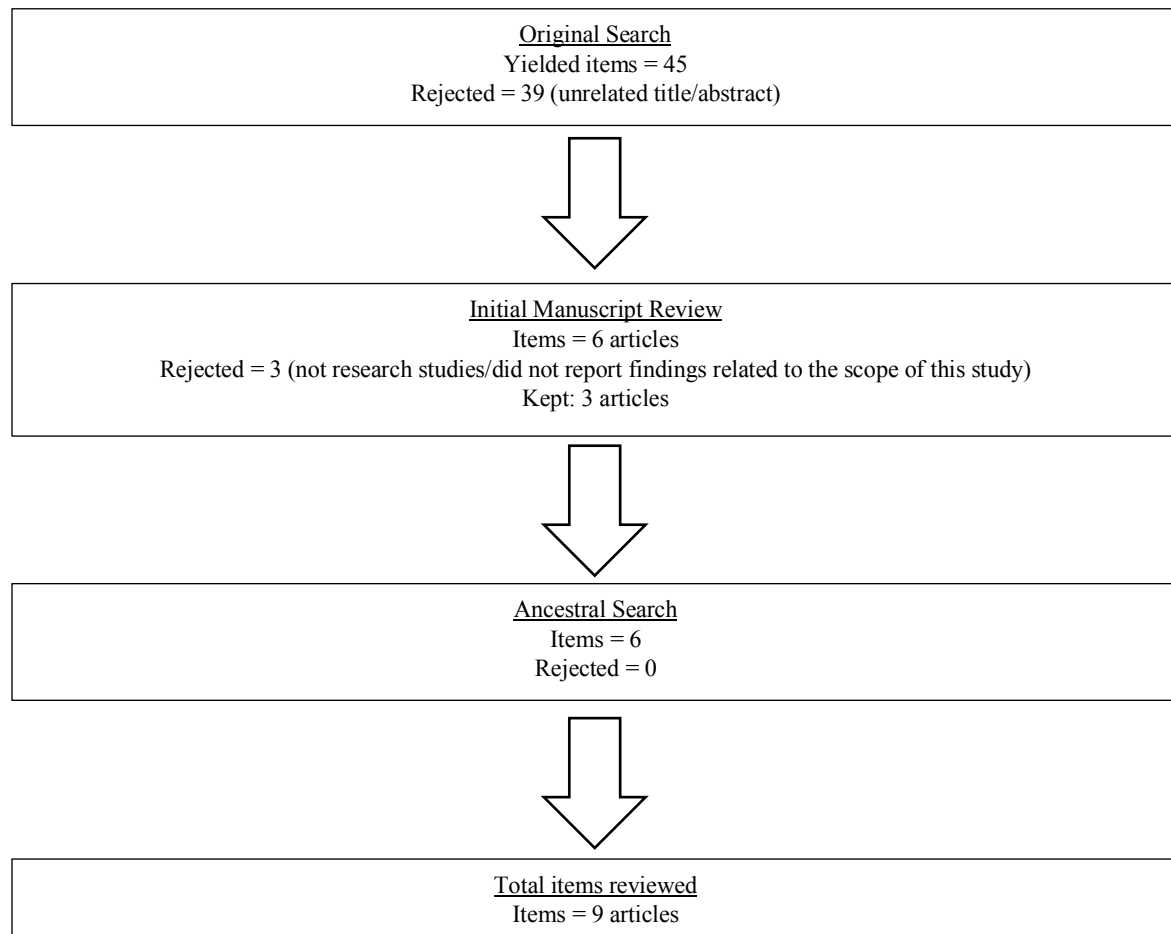 Original Search
Yielded items = 45
Rejected = 39 (unrelated title/abstract)
Initial Manuscript Review
Items = 6 articles
Rejected = 3 (not research studies/did not report findings related to the scope of this study)
Kept: 3 articles
Ancestral Search
Items = 6
Rejected = 0
Total items reviewed
Items = 9 articles